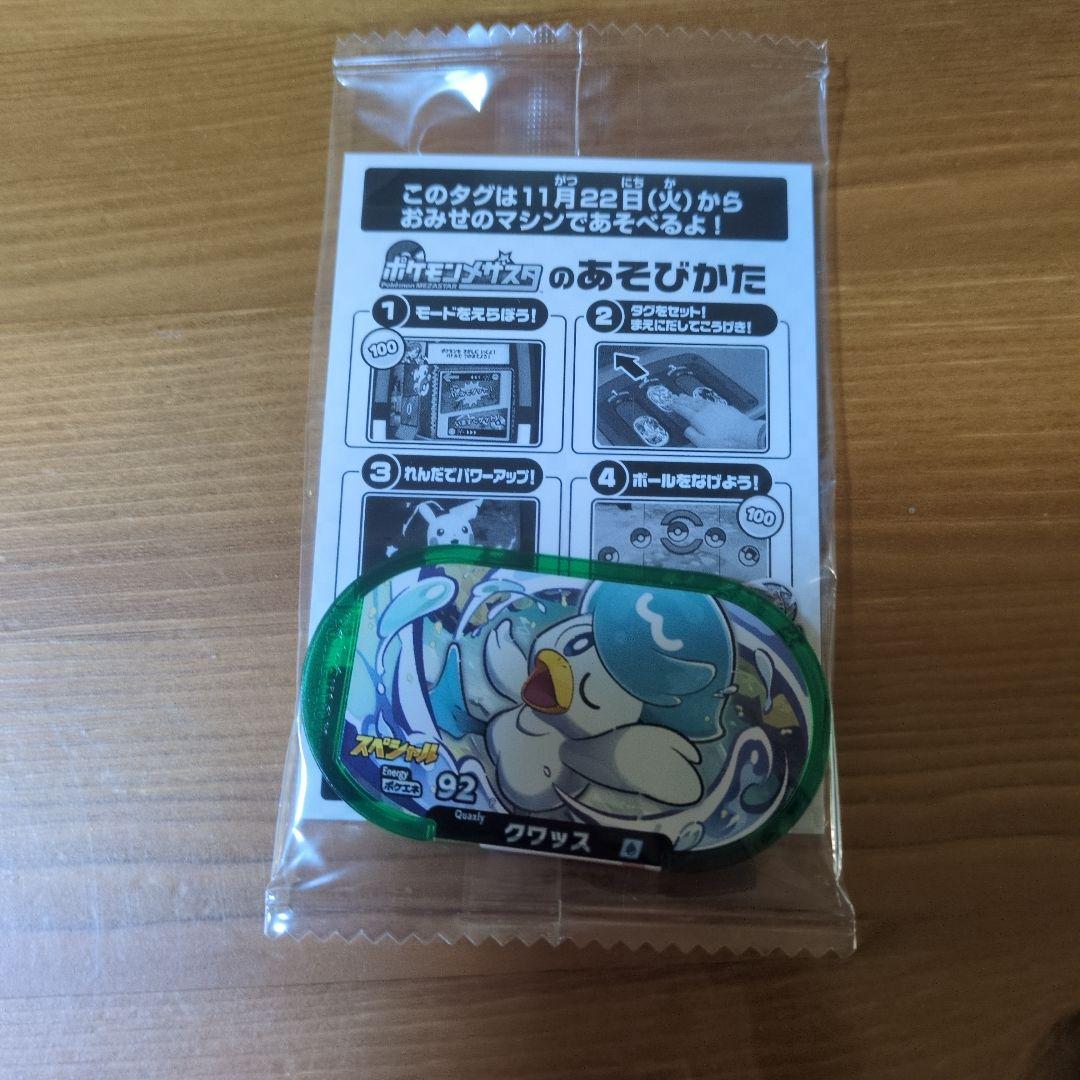 がつ にち か
このタグは11月22日(火)から
おみせのマシンであそべるよ！
ポケモンメザスタ のあそびかた
Pokémon MEZASTAR
1 モードをえらぼう！
100
2 タグをセット！
まえにだしてこうげき！
3 れんだでパワーアップ！
4 ボールをなげよう！
100
スペシャル
Energy
ポケエネ 92
Quaxly
クワッス